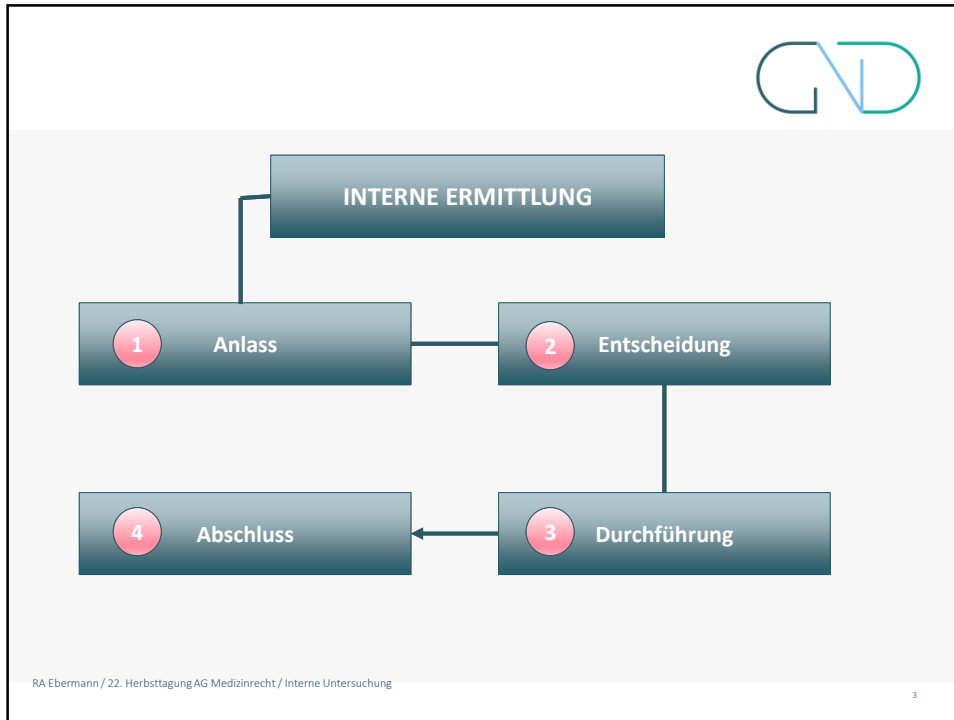 GND
INTERNE ERMITTLUNG
1 Anlass
2 Entscheidung
3 Durchführung
4 Abschluss
RA Ebermann / 22. Herbsttagung AG Medizinrecht / Interne Untersuchung
3